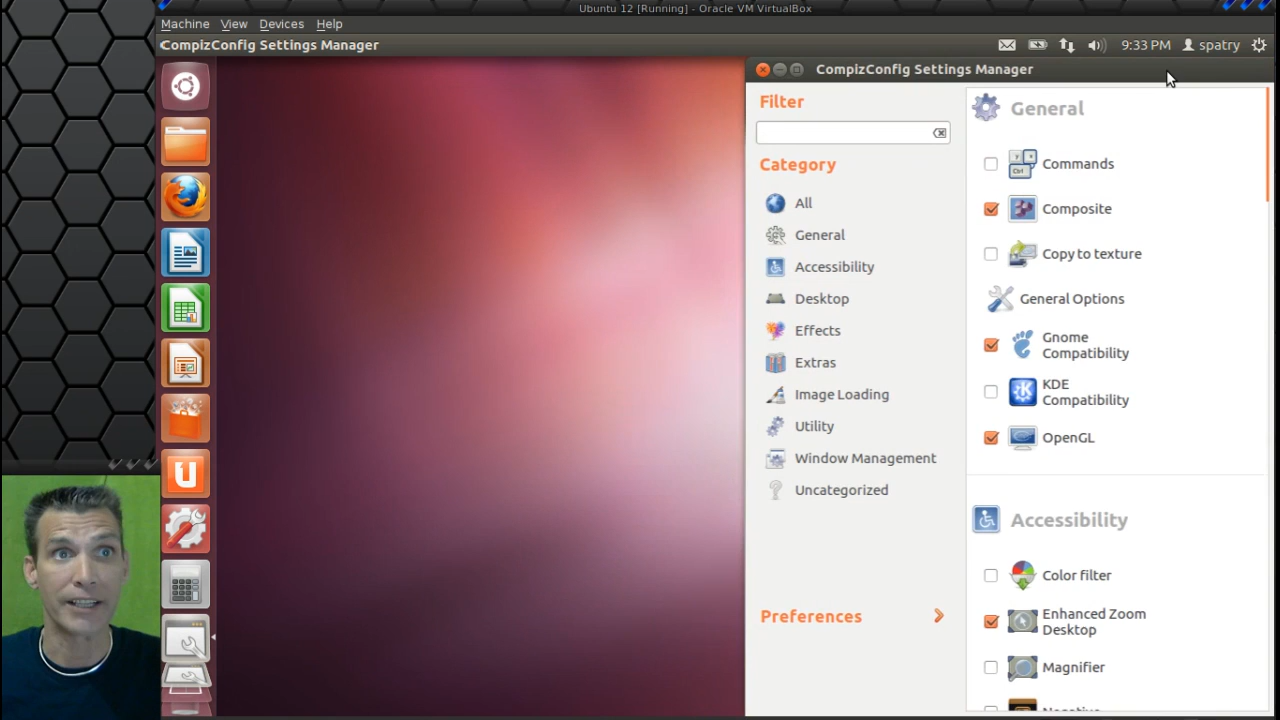 Ubuntu 12 [Running] - Oracle VM VirtualBox
Machine View Devices Help
CompizConfig Settings Manager
9:33 PM spatry
CompizConfig Settings Manager
Filter
Category
All
General
Accessibility
Desktop
Effects
Extras
Image Loading
Utility
Window Management
Uncategorized
Preferences
General
Commands
Composite
Copy to texture
General Options
Gnome
Compatibility
KDE
Compatibility
OpenGL
Accessibility
Color filter
Enhanced Zoom
Desktop
Magnifier